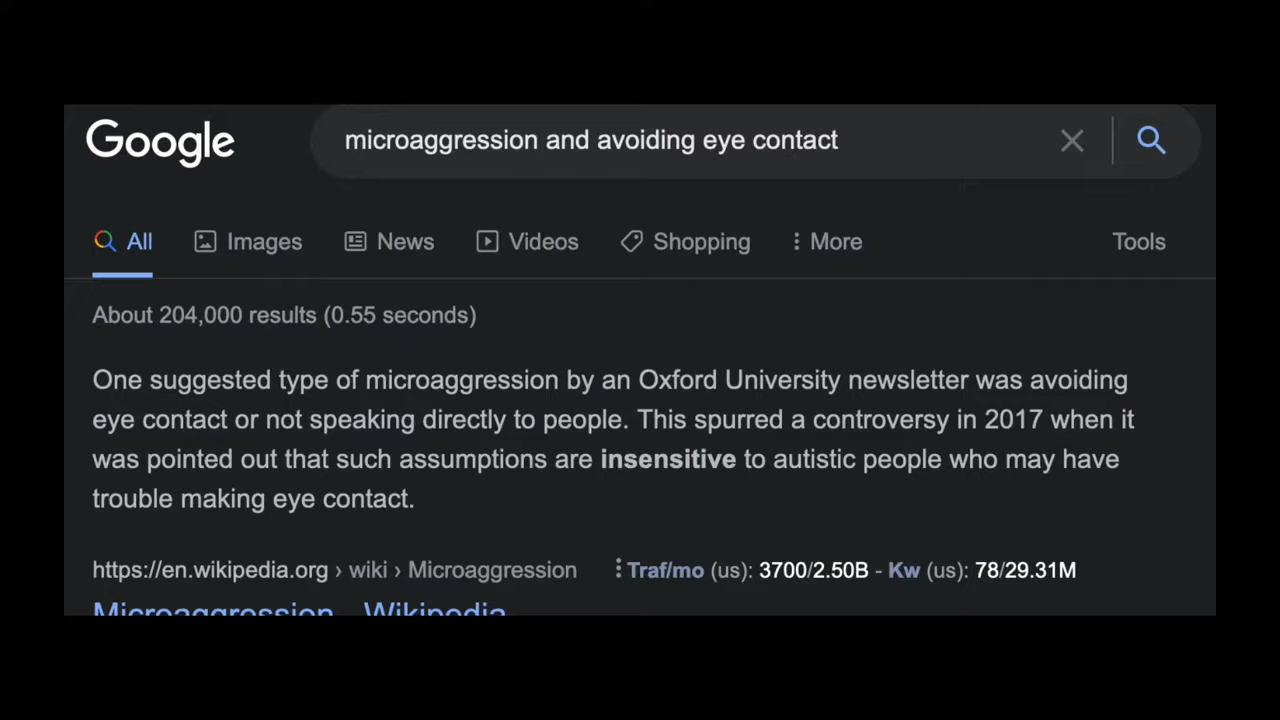 Google
microaggression and avoiding eye contact
All
Images
News
Videos
Shopping
More
Tools
About 204,000 results (0.55 seconds)
One suggested type of microaggression by an Oxford University newsletter was avoiding
eye contact or not speaking directly to people. This spurred a controversy in 2017 when it
was pointed out that such assumptions are insensitive to autistic people who may have
trouble making eye contact.
https://en.wikipedia.org › wiki › Microaggression
Traf/mo (us): 3700/2.50B - Kw (us): 78/29.31M
Microaggression - Wikipedia